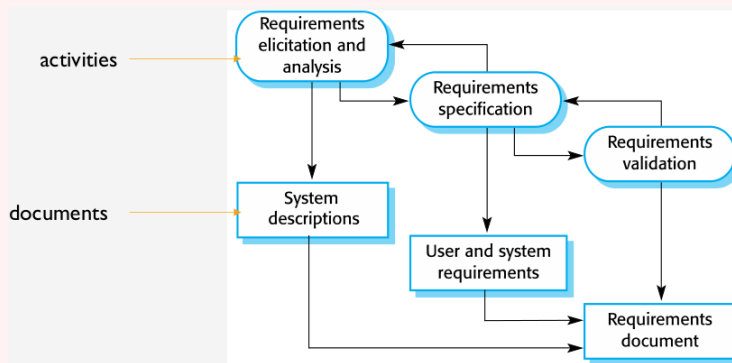 Requirements
elicitation and
analysis
activities
Requirements
specification
Requirements
validation
documents
System
descriptions
User and system
requirements
Requirements
document